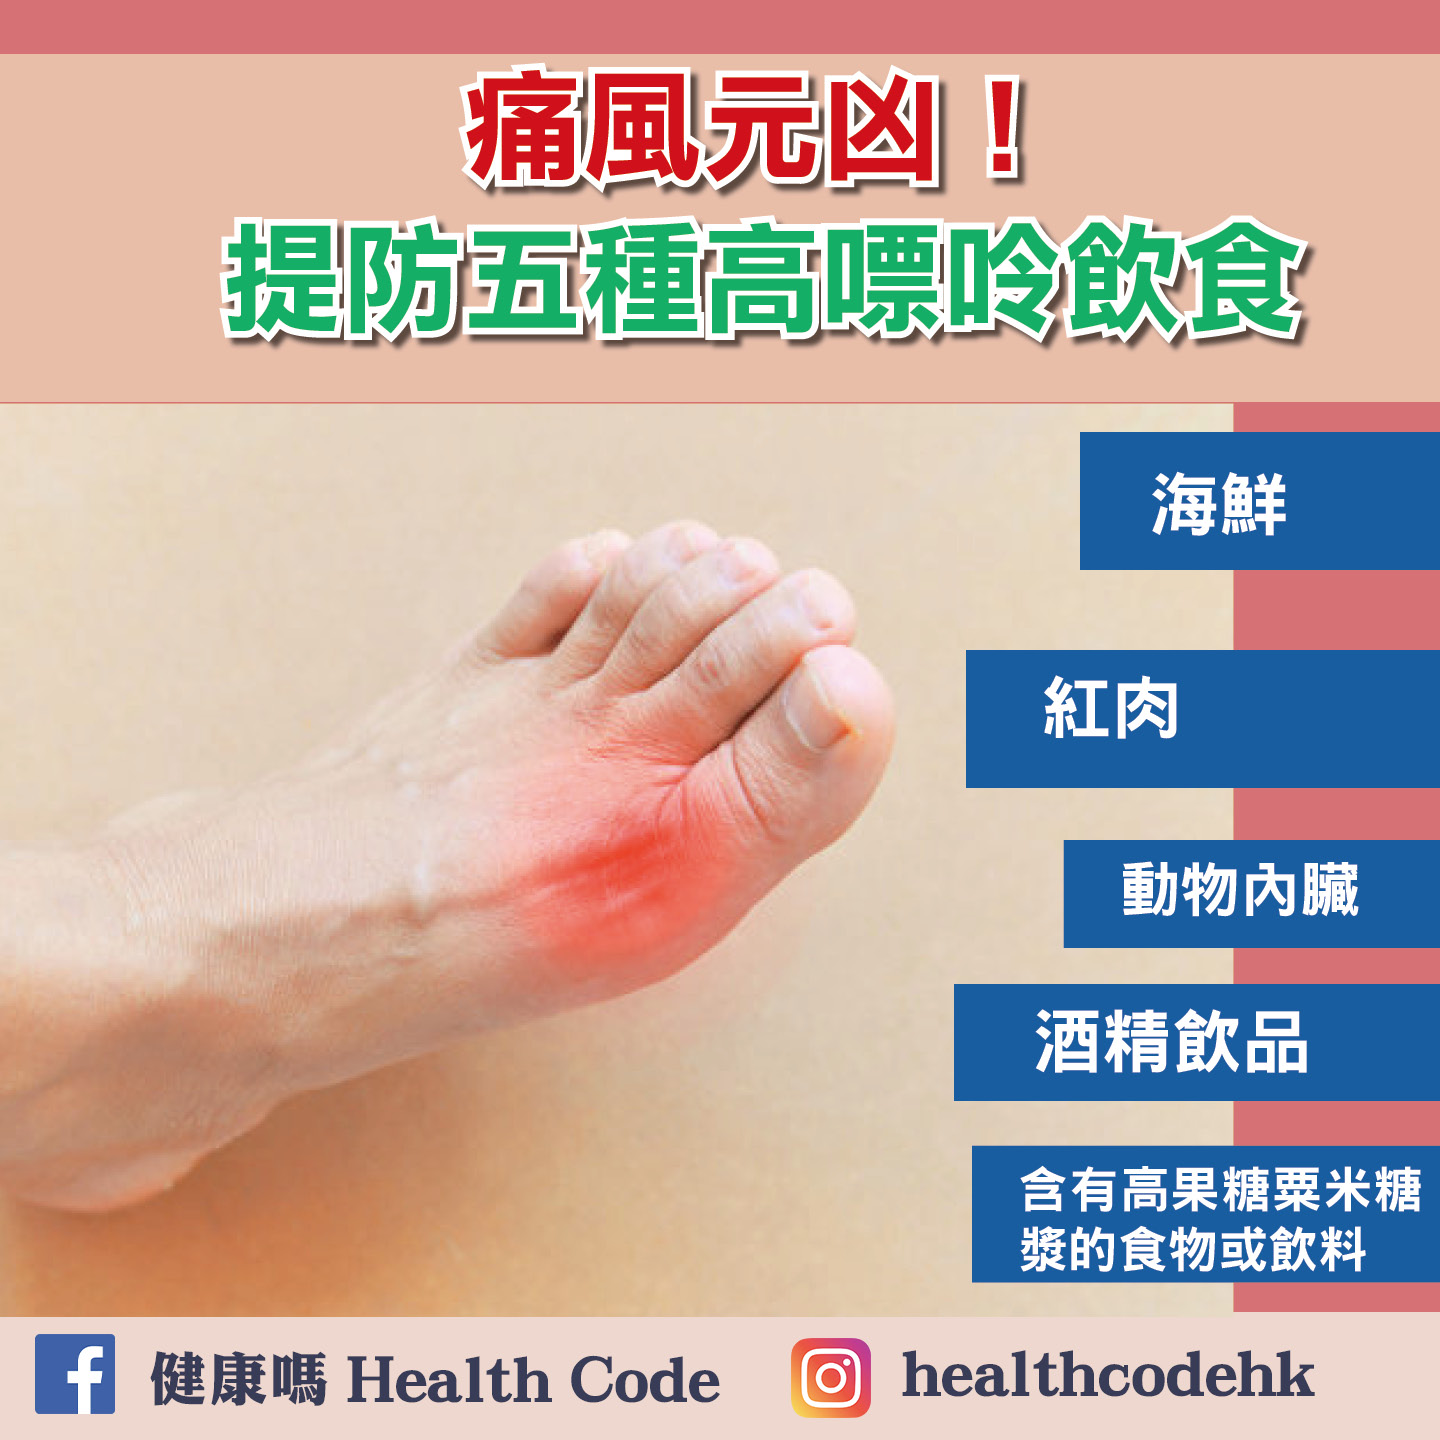 痛風元凶！
提防五種高嘌呤飲食
海鮮
紅肉
動物內臟
酒精飲品
含有高果糖粟米糖
漿的食物或飲料
健康嗎 Health Code
healthcodehk